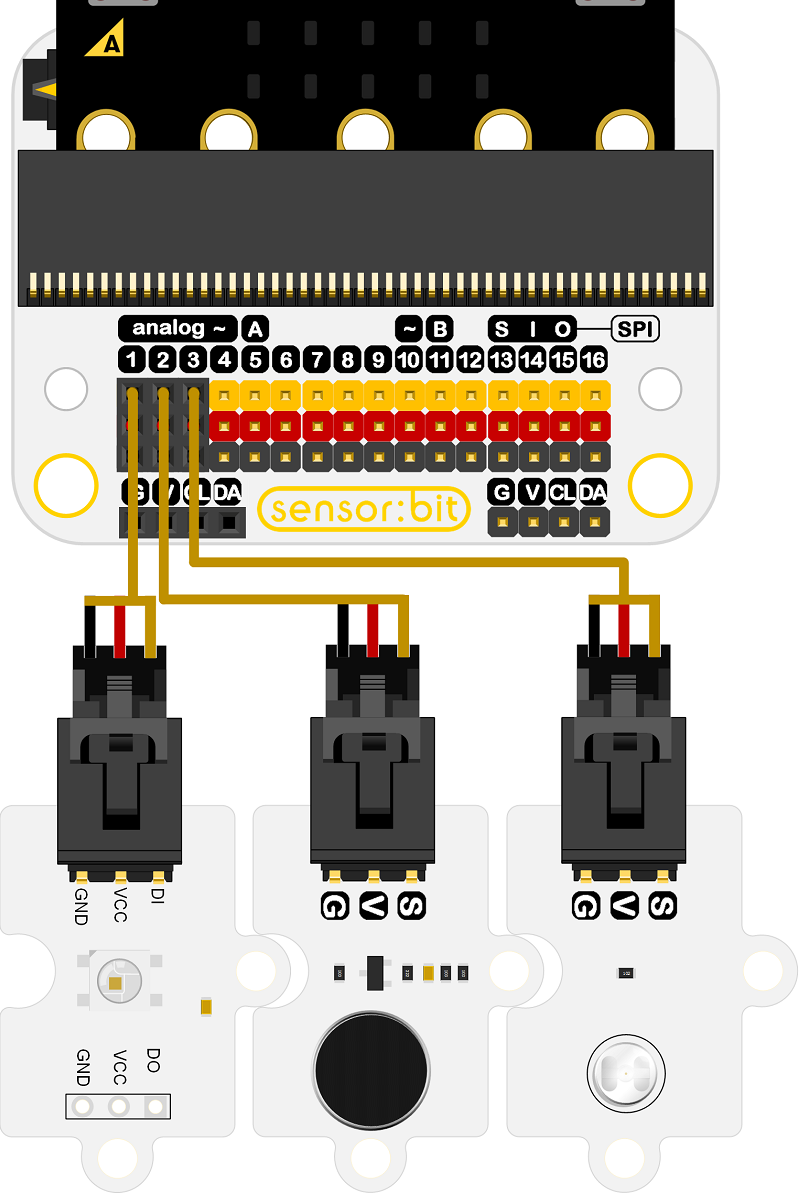 A
analog ~ A ~ B S I O SPI
1 2 3 4 5 6 7 8 9 10 11 12 13 14 15 16
G V CL DA sensor:bit G V CL DA
GND VCC DI
G V S
G V S
GND VCC DO